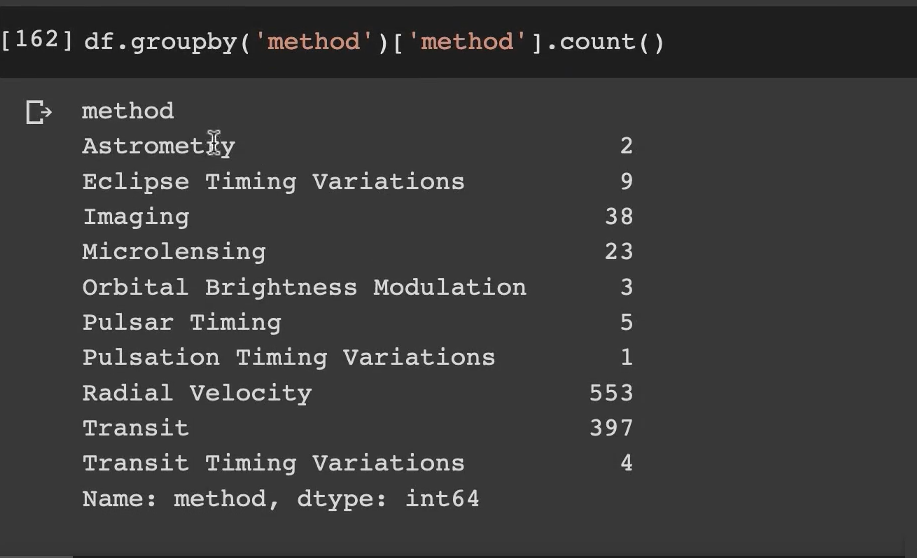 [162] df.groupby('method')['method'].count()
method
Astrometry 2
Eclipse Timing Variations 9
Imaging 38
Microlensing 23
Orbital Brightness Modulation 3
Pulsar Timing 5
Pulsation Timing Variations 1
Radial Velocity 553
Transit 397
Transit Timing Variations 4
Name: method, dtype: int64